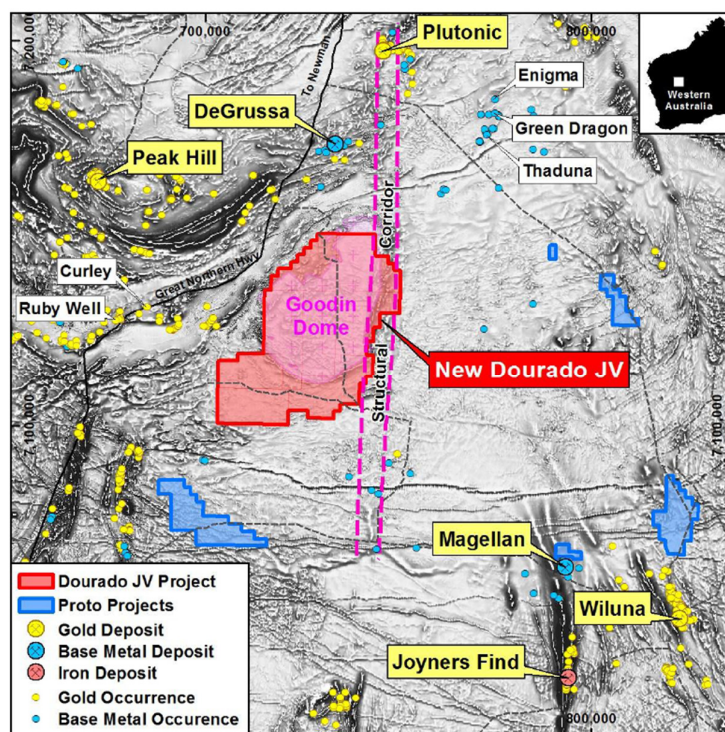 700,000
800,000
7,200,000
Plutonic
To Newman
Enigma
DeGrussa
Green Dragon
Thaduna
Peak Hill
Western
Australia
Corridor
Great Northern Hwy
Curley
Ruby Well
Goodin
Dome
New Dourado JV
Structural
7,100,000
7,100,000
Magellan
Wiluna
Joyners Find
800,000
Dourado JV Project
Proto Projects
Gold Deposit
Base Metal Deposit
Iron Deposit
Gold Occurrence
Base Metal Occurence